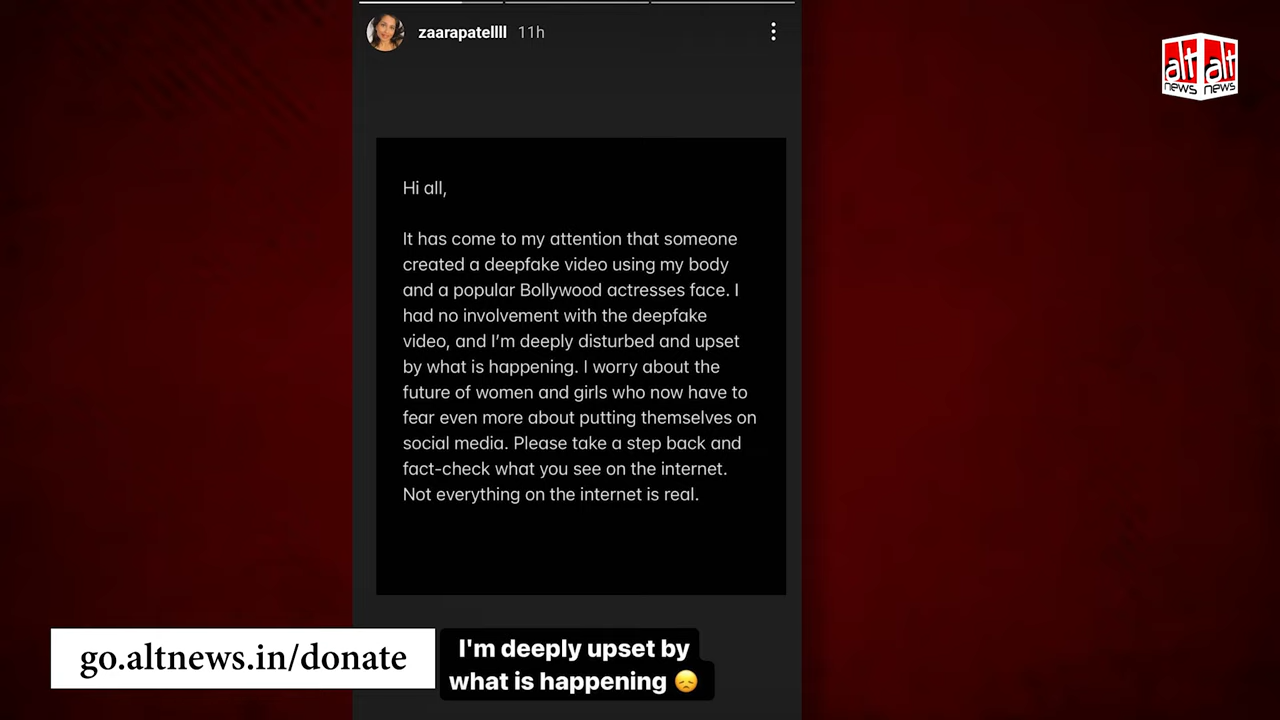 zaarapatellll 11h
alt alt
news news
Hi all,
It has come to my attention that someone
created a deepfake video using my body
and a popular Bollywood actresses face. I
had no involvement with the deepfake
video, and I’m deeply disturbed and upset
by what is happening. I worry about the
future of women and girls who now have to
fear even more about putting themselves on
social media. Please take a step back and
fact-check what you see on the internet.
Not everything on the internet is real.
I'm deeply upset by
what is happening 😞
go.altnews.in/donate